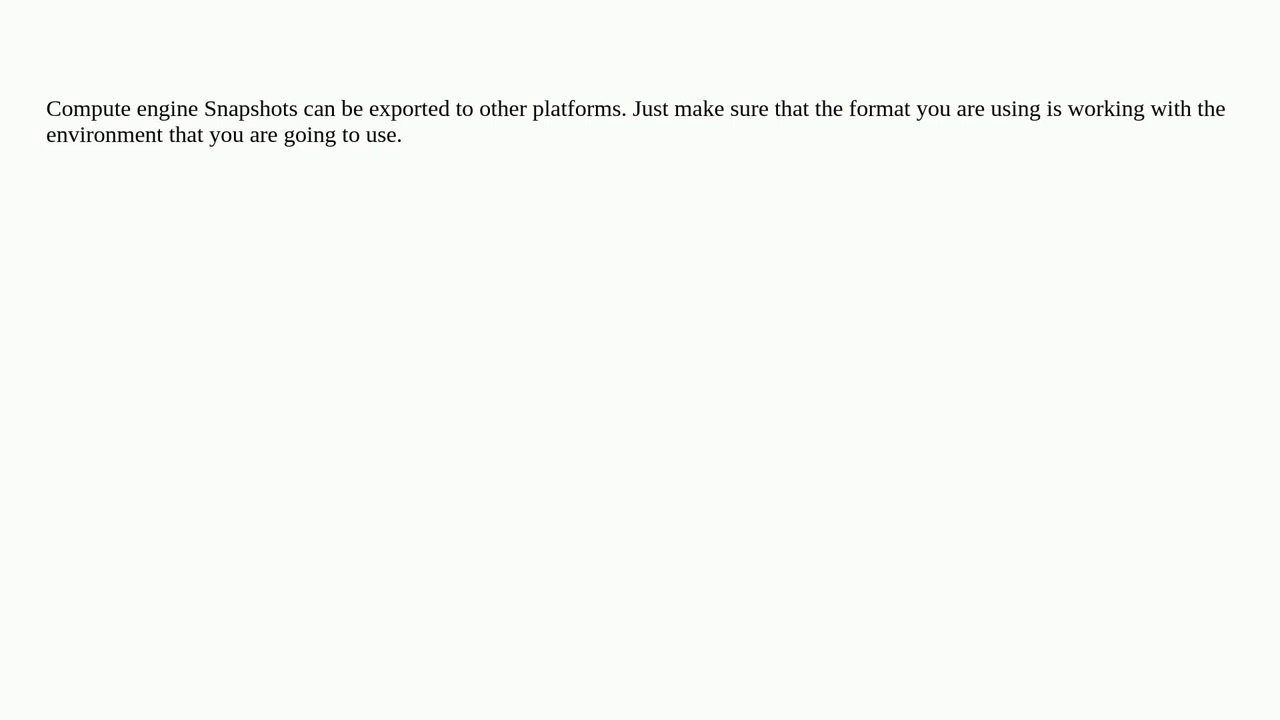 Compute engine Snapshots can be exported to other platforms. Just make sure that the format you are using is working with the
environment that you are going to use.